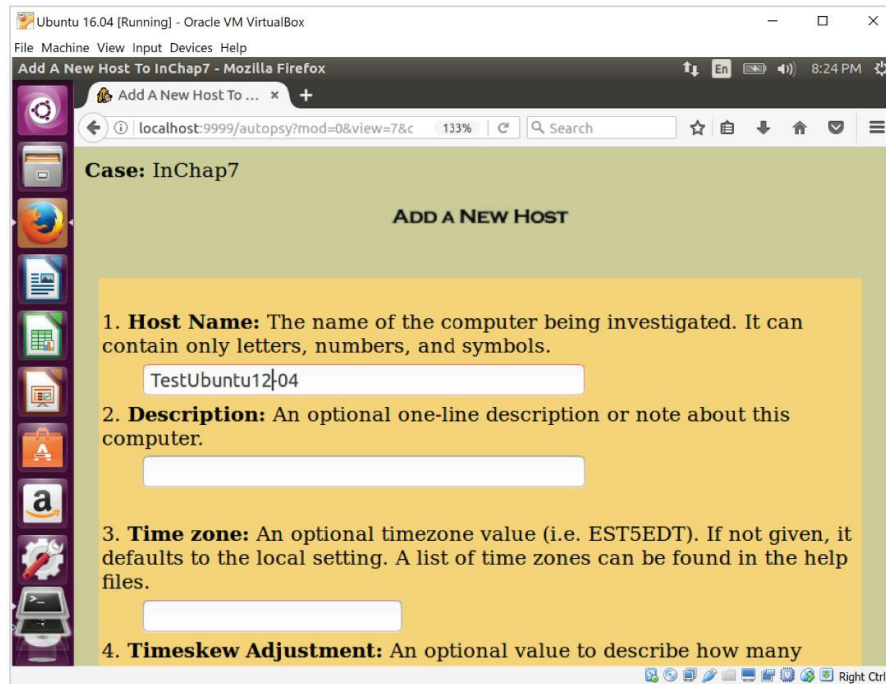 Ubuntu 16.04 [Running] - Oracle VM VirtualBox
File Machine View Input Devices Help
Add A New Host To InChap7 - Mozilla Firefox
En
8:24 PM
Add A New Host To ... × +
localhost:9999/autopsy?mod=0&view=7&c 133% Search
Case: InChap7
ADD A NEW HOST
1. Host Name: The name of the computer being investigated. It can
contain only letters, numbers, and symbols.
TestUbuntu12-04
2. Description: An optional one-line description or note about this
computer.
3. Time zone: An optional timezone value (i.e. EST5EDT). If not given, it
defaults to the local setting. A list of time zones can be found in the help
files.
4. Timeskew Adjustment: An optional value to describe how many
Right Ctrl